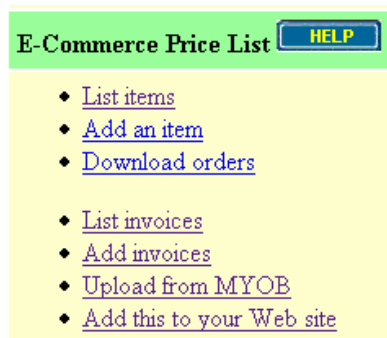 E-Commerce Price List HELP
List items
Add an item
Download orders
List invoices
Add invoices
Upload from MYOB
Add this to your Web site